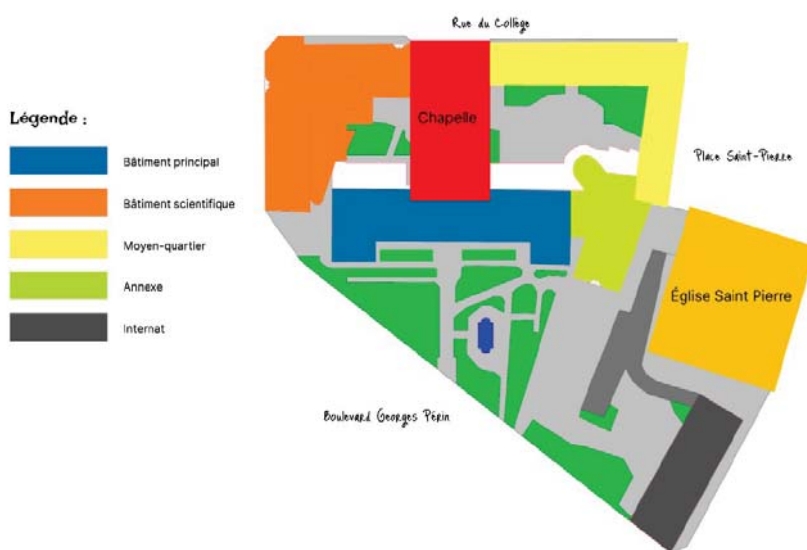 Rue du Collège
Légende :
Bâtiment principal
Bâtiment scientifique
Moyen-quartier
Annexe
Internat
Chapelle
Place Saint-Pierre
Église Saint Pierre
Boulevard Georges Périn